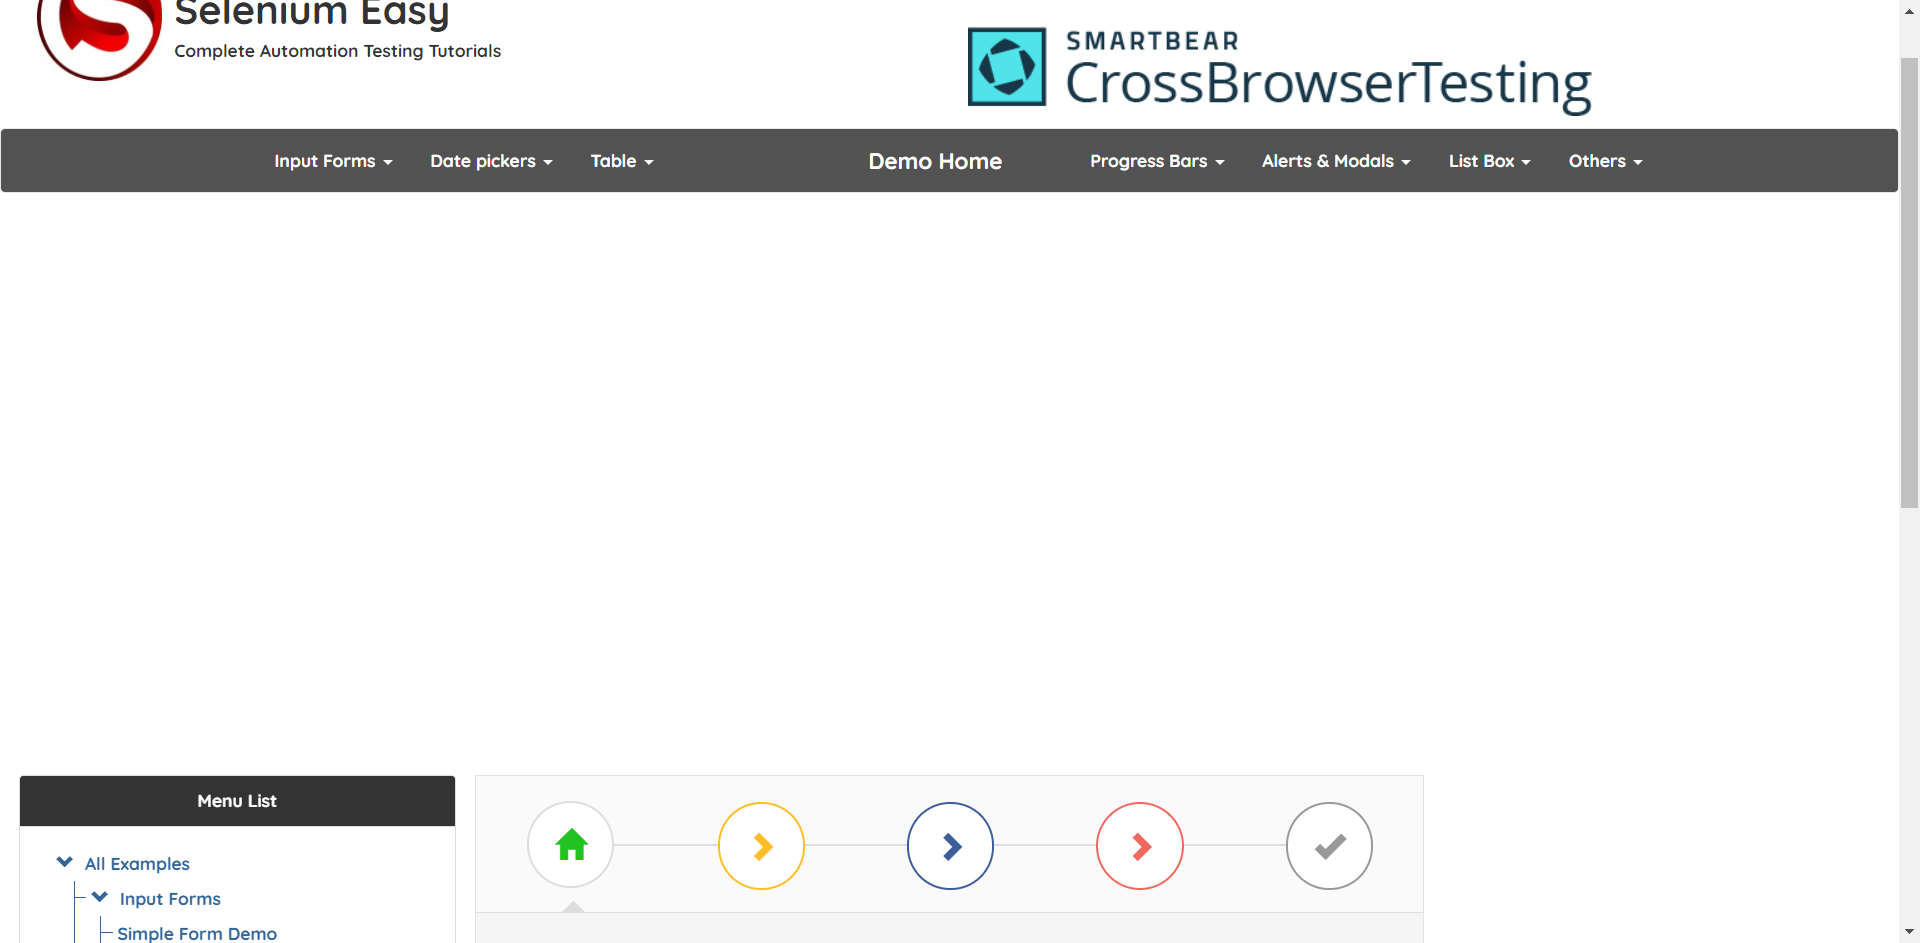 Selenium Easy
Complete Automation Testing Tutorials
SMARTBEAR
CrossBrowserTesting
Input Forms
Date pickers
Table
Demo Home
Progress Bars
Alerts & Modals
List Box
Others
Menu List
All Examples
Input Forms
Simple Form Demo